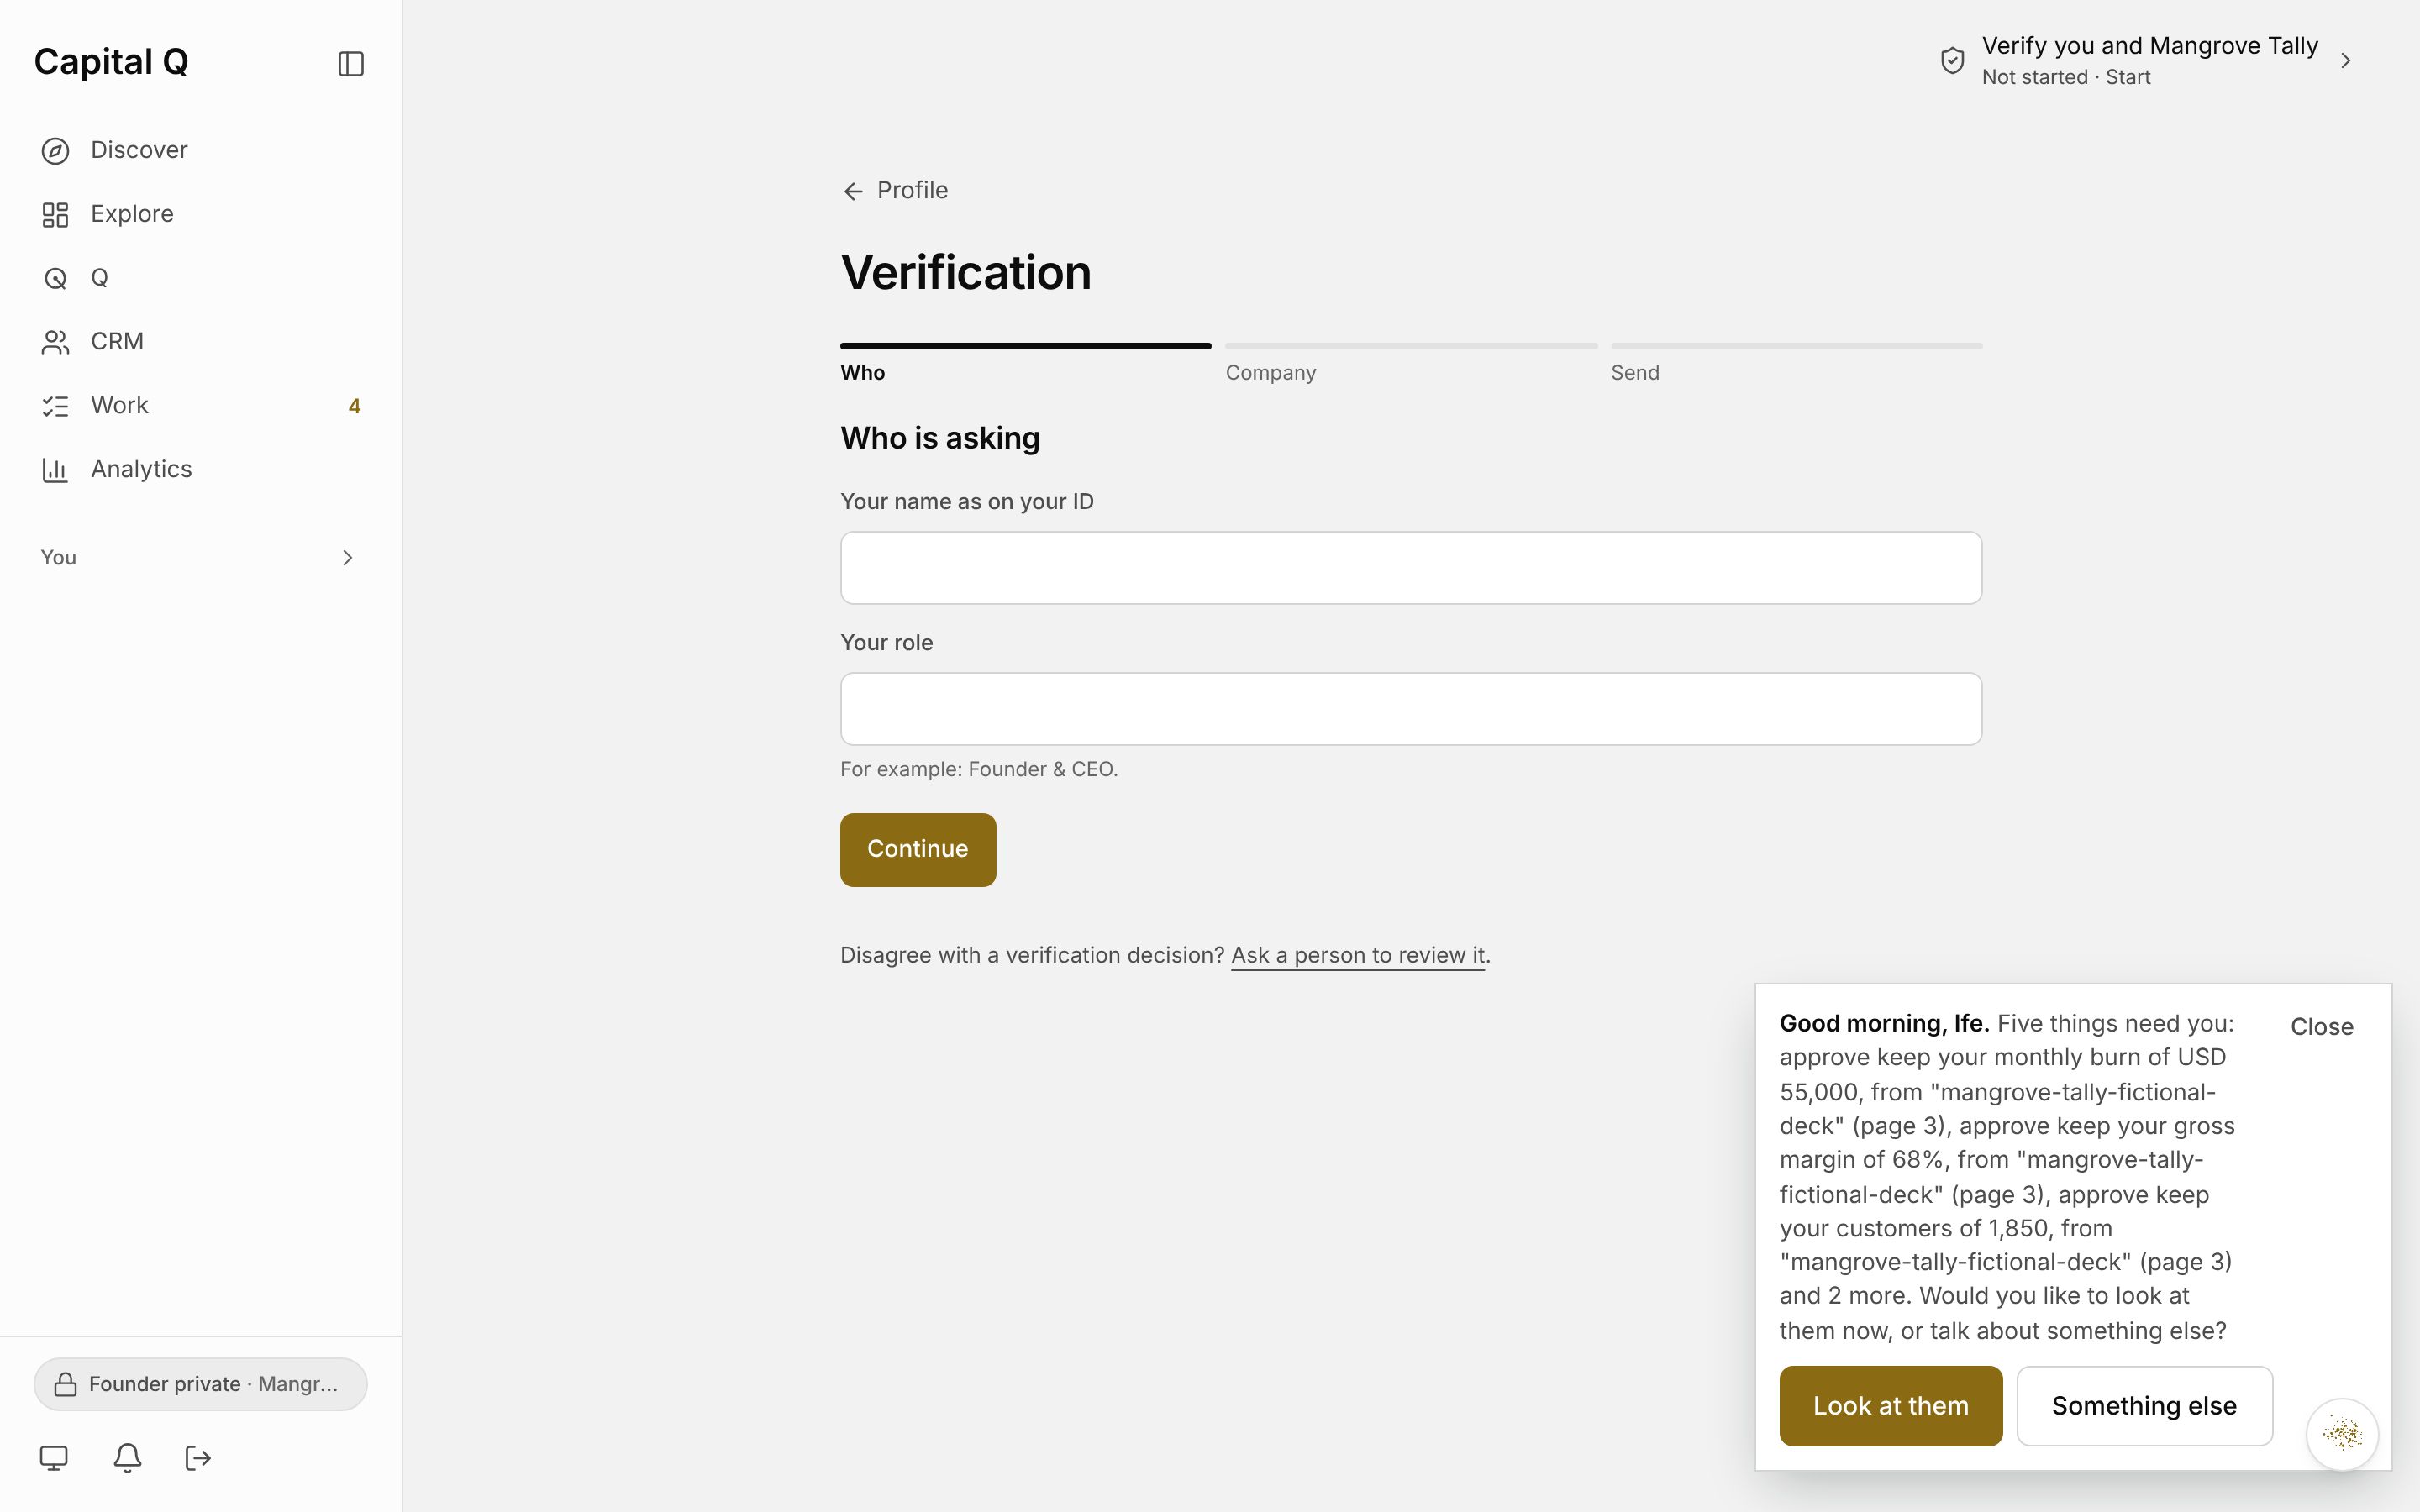 Capital Q
Discover
Explore
Q
CRM
Work
4
Analytics
You
Founder private · Mangr...
Verify you and Mangrove Tally
Not started · Start
Profile
Verification
Who
Company
Send
Who is asking
Your name as on your ID
Your role
For example: Founder & CEO.
Continue
Disagree with a verification decision? Ask a person to review it.
Good morning, Ife. Five things need you:
Close
approve keep your monthly burn of USD
55,000, from "mangrove-tally-fictional-
deck" (page 3), approve keep your gross
margin of 68%, from "mangrove-tally-
fictional-deck" (page 3), approve keep
your customers of 1,850, from
"mangrove-tally-fictional-deck" (page 3)
and 2 more. Would you like to look at
them now, or talk about something else?
Look at them
Something else